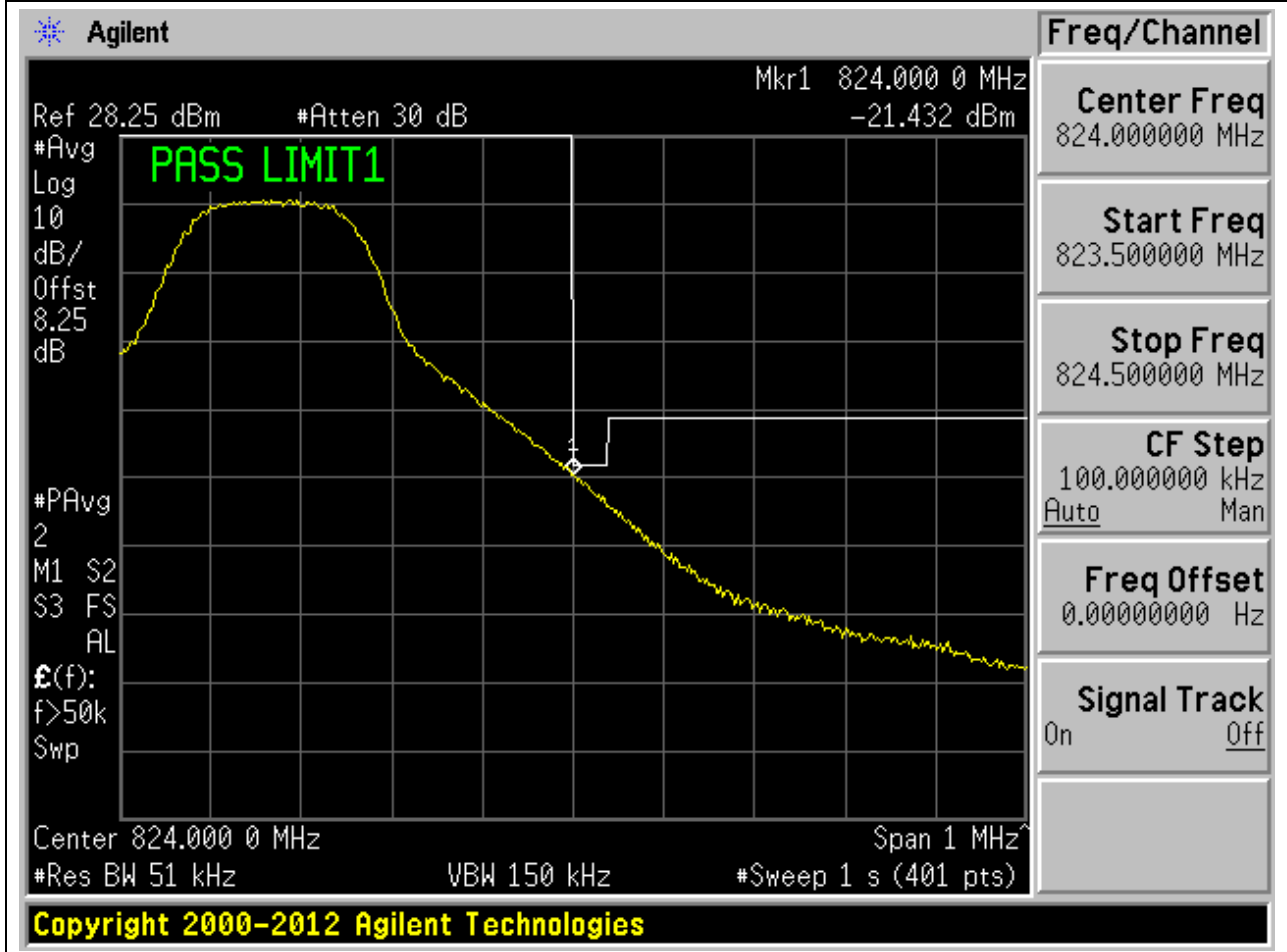 Agilent
Freq/Channel
Mkr1 824.000 0 MHz
Ref 28.25 dBm #Atten 30 dB -21.432 dBm
#Avg
Log
10
dB/
Offst
8.25
dB
PASS LIMIT1
1
#PAvg
2
M1 S2
S3 FS
AL
£(f):
f>50k
Swp
Center 824.000 0 MHz Span 1 MHz^
#Res BW 51 kHz VBW 150 kHz #Sweep 1 s (401 pts)
Copyright 2000-2012 Agilent Technologies
Center Freq
824.000000 MHz
Start Freq
823.500000 MHz
Stop Freq
824.500000 MHz
CF Step
100.000000 kHz
Auto Man
Freq Offset
0.00000000 Hz
Signal Track
On Off